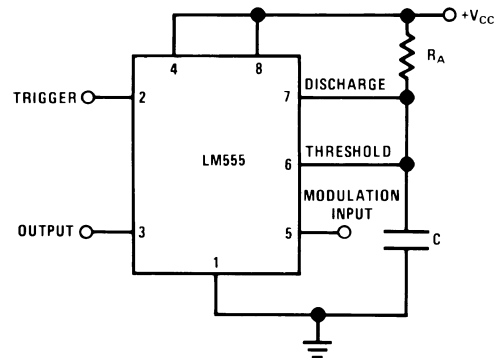 +VCC
4
8
RA
TRIGGER
2
7
DISCHARGE
LM555
6
THRESHOLD
MODULATION
INPUT
OUTPUT
3
5
C
1